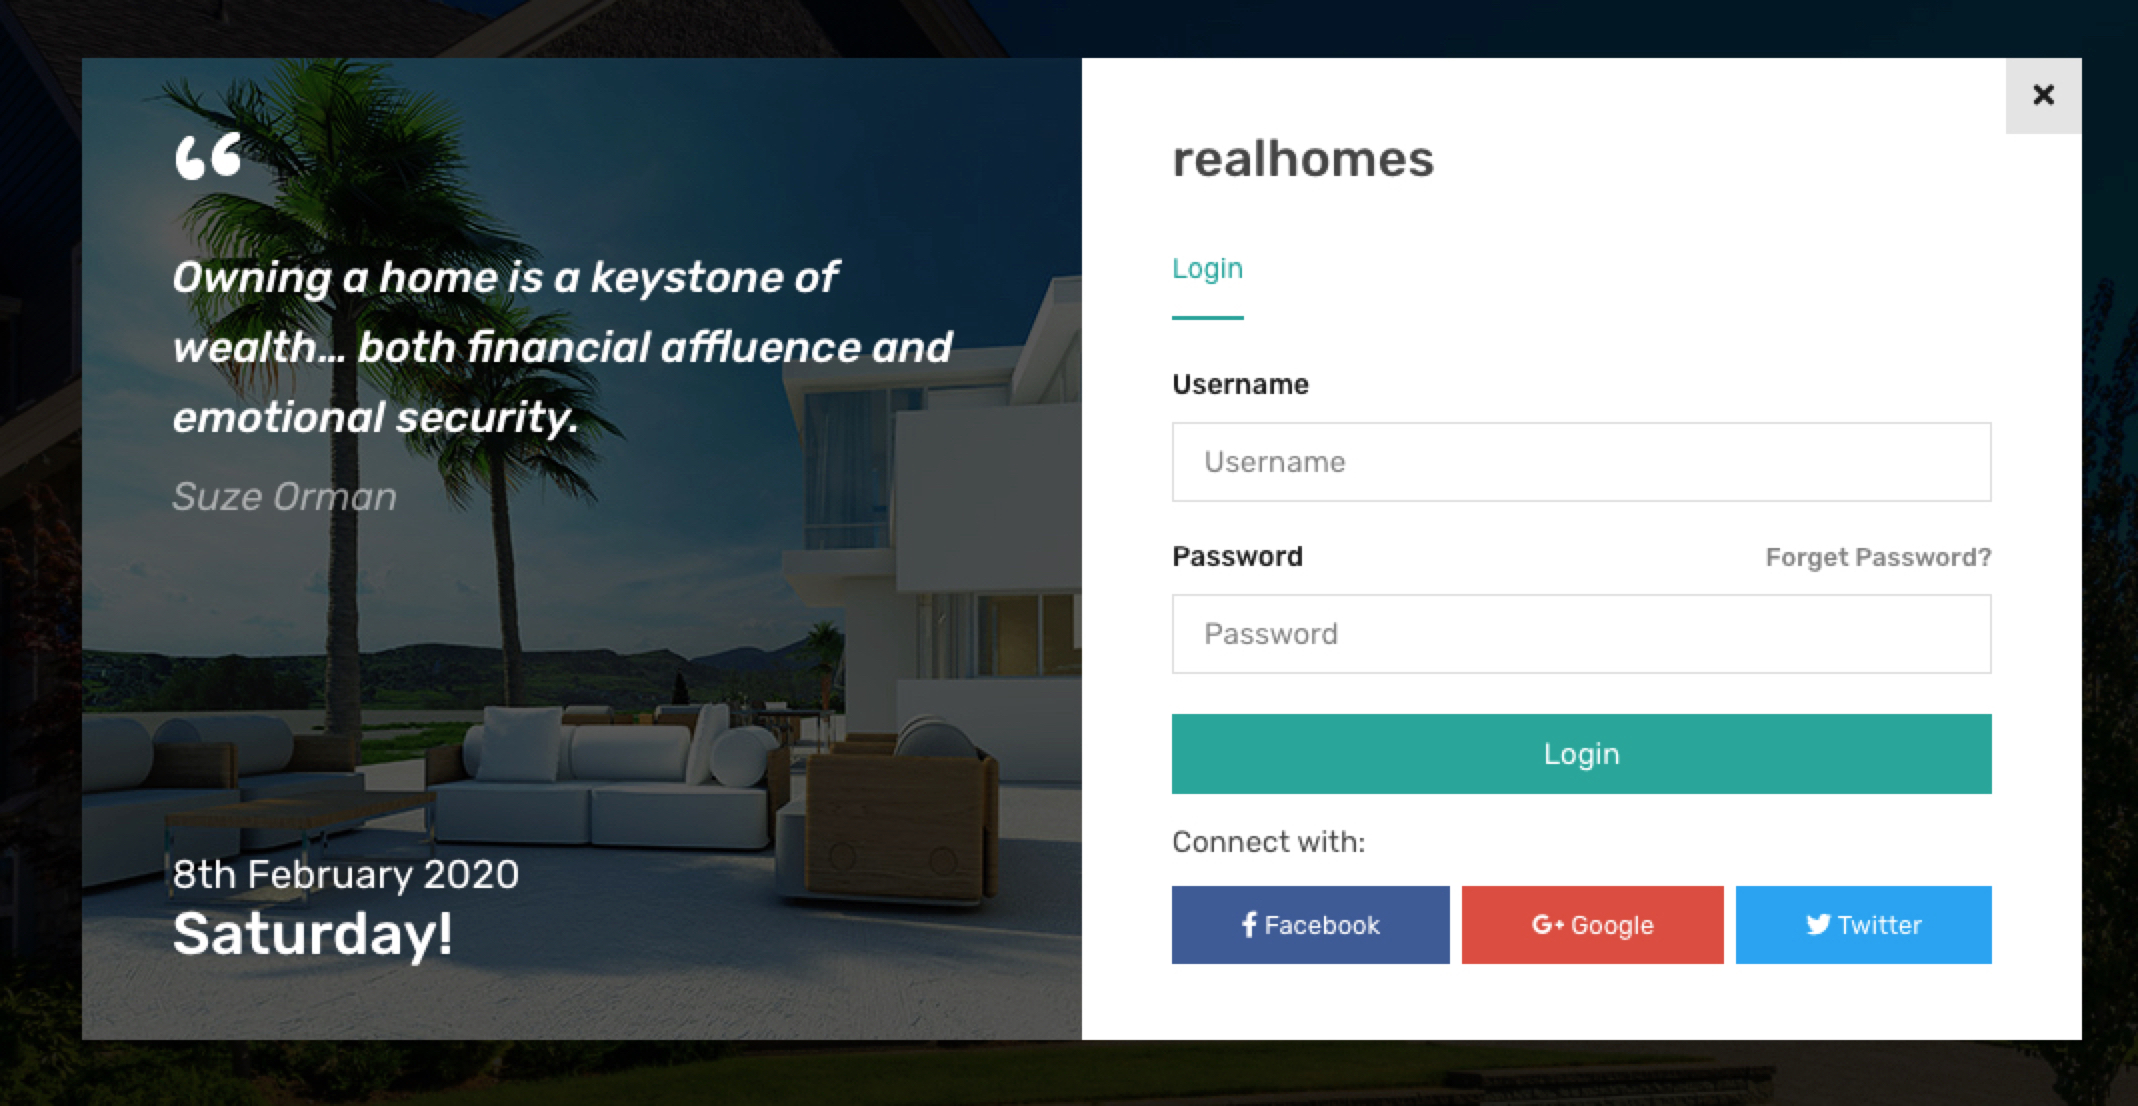 “
Owning a home is a keystone of
wealth… both financial affluence and
emotional security.
Suze Orman
8th February 2020
Saturday!
realhomes
Login
Username
Username
Password Forget Password?
Password
Login
Connect with:
Facebook G+ Google Twitter